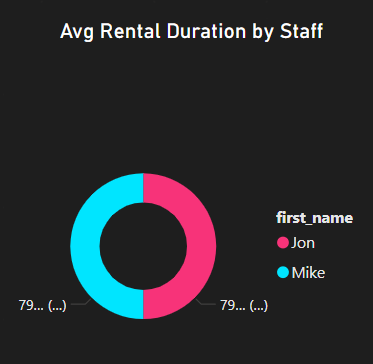 Avg Rental Duration by Staff
first_name
Jon
Mike
79... (...)
79... (...)